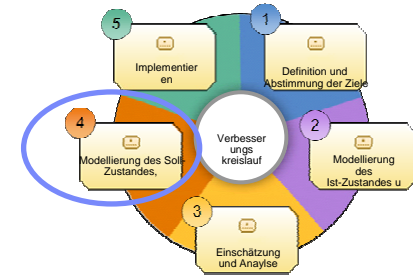 1
Definition und
Abstimmung der Ziele
2
Modellierung
des
Ist-Zustandes u
3
Einschätzung
und Anaylse
4
Modellierung des Soll-
Zustandes,
5
Implementier
en
Verbesser
ungs
kreislauf